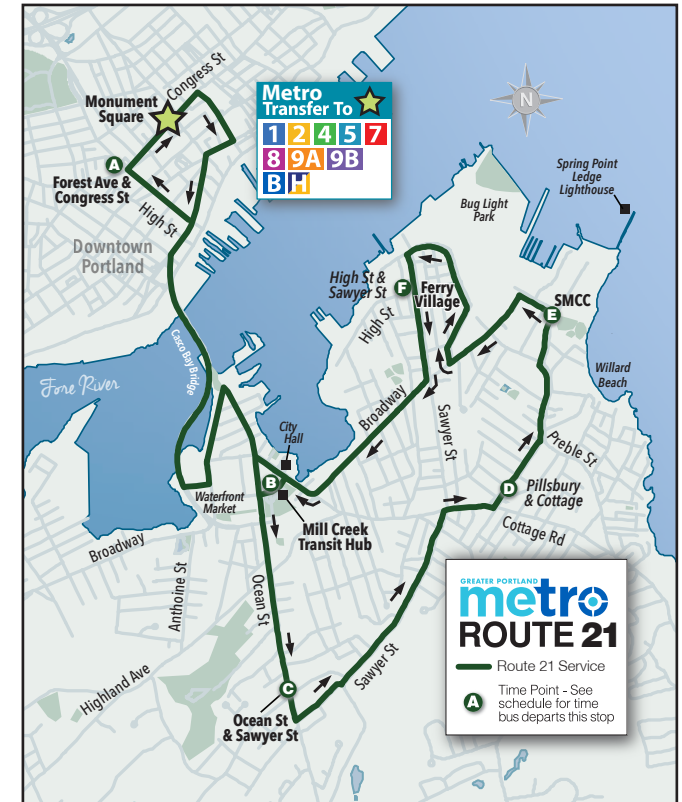 Congress St
Monument
Square
A
Forest Ave &
Congress St
High St
Downtown
Portland
Metro
Transfer To
1 2 4 5 7
8 9A 9B
B H
N
Spring Point
Ledge
Lighthouse
Bug Light
Park
High St &
Sawyer St
F
Ferry
Village
High St
SMCC
E
Casco Bay Bridge
Fore River
Willard
Beach
Broadway
Sawyer St
City
Hall
B
Preble St
D
Pillsbury
& Cottage
Waterfront
Market
Mill Creek
Transit Hub
Cottage Rd
Broadway
Anthoine St
Ocean St
Sawyer St
Highland Ave
C
Ocean St
& Sawyer St
GREATER PORTLAND
metro
ROUTE 21
Route 21 Service
A
Time Point - See
schedule for time
bus departs this stop